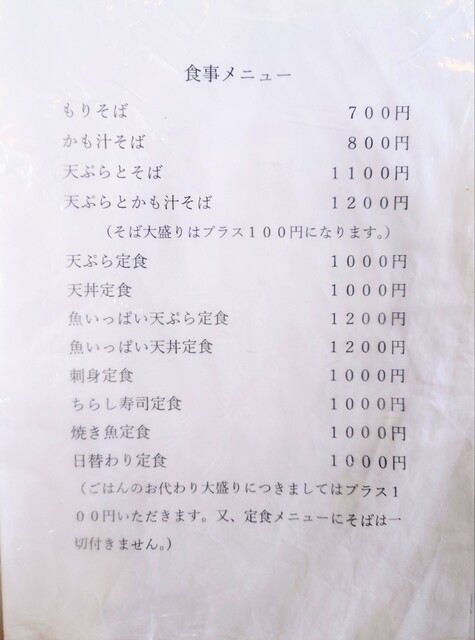 食事メニュー
もりそば ７００円
かも汁そば ８００円
天ぷらとそば １１００円
天ぷらとかも汁そば １２００円
（そば大盛りはプラス１００円になります。）
天ぷら定食 １０００円
天丼定食 １０００円
魚いっぱい天ぷら定食 １２００円
魚いっぱい天丼定食 １２００円
刺身定食 １０００円
ちらし寿司定食 １０００円
焼き魚定食 １０００円
日替わり定食 １０００円
（ごはんのお代わり大盛りにつきましてはプラス１
００円いただきます。又、定食メニューにそばは一
切付きません。）